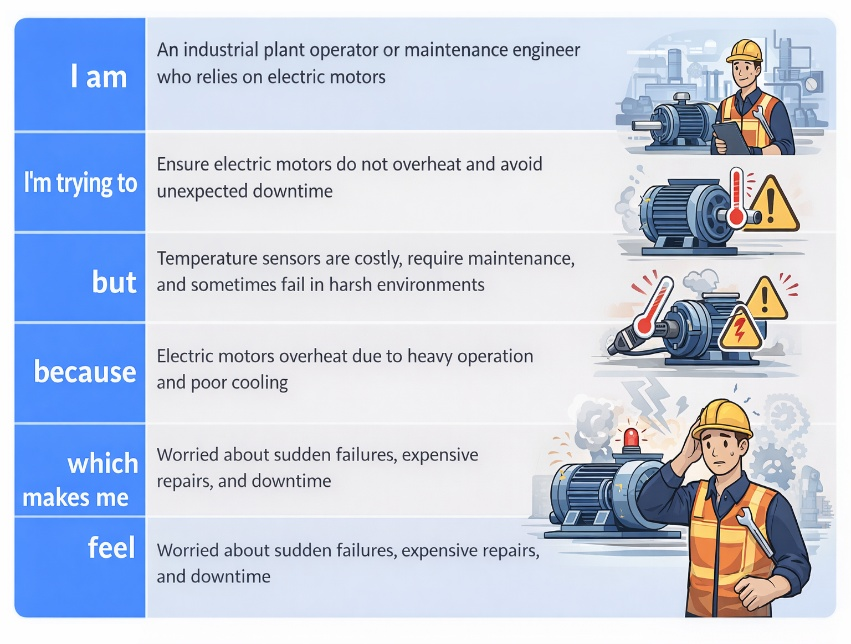 I am
An industrial plant operator or maintenance engineer
who relies on electric motors
I'm trying to
Ensure electric motors do not overheat and avoid
unexpected downtime
but
Temperature sensors are costly, require maintenance,
and sometimes fail in harsh environments
because
Electric motors overheat due to heavy operation
and poor cooling
which
makes me
Worried about sudden failures, expensive
repairs, and downtime
feel
Worried about sudden failures, expensive repairs,
and downtime